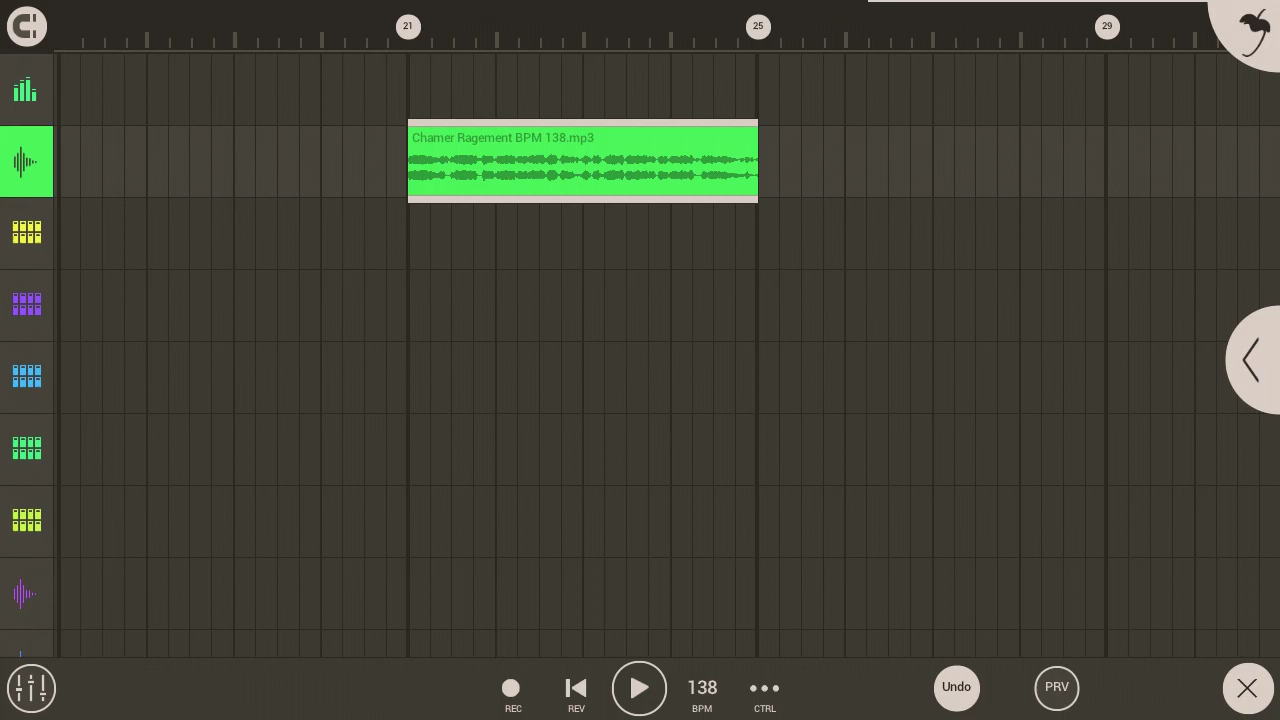 21
25
29
Chamer Ragement BPM 138.mp3
138
REC
REV
BPM
CTRL
Undo
PRV